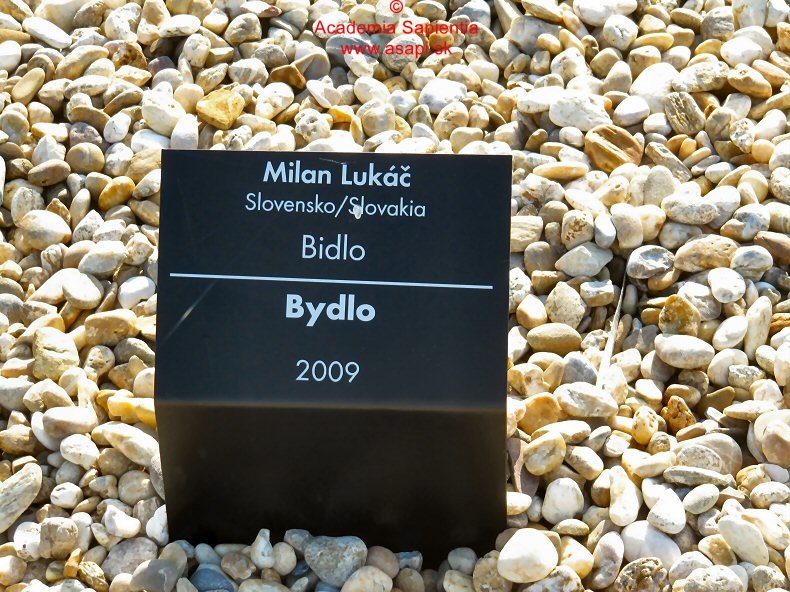 ©
Academia Sapientia
www.asapi.sk
Milan Lukáč
Slovensko/Slovakia
Bidlo
Bydlo
2009